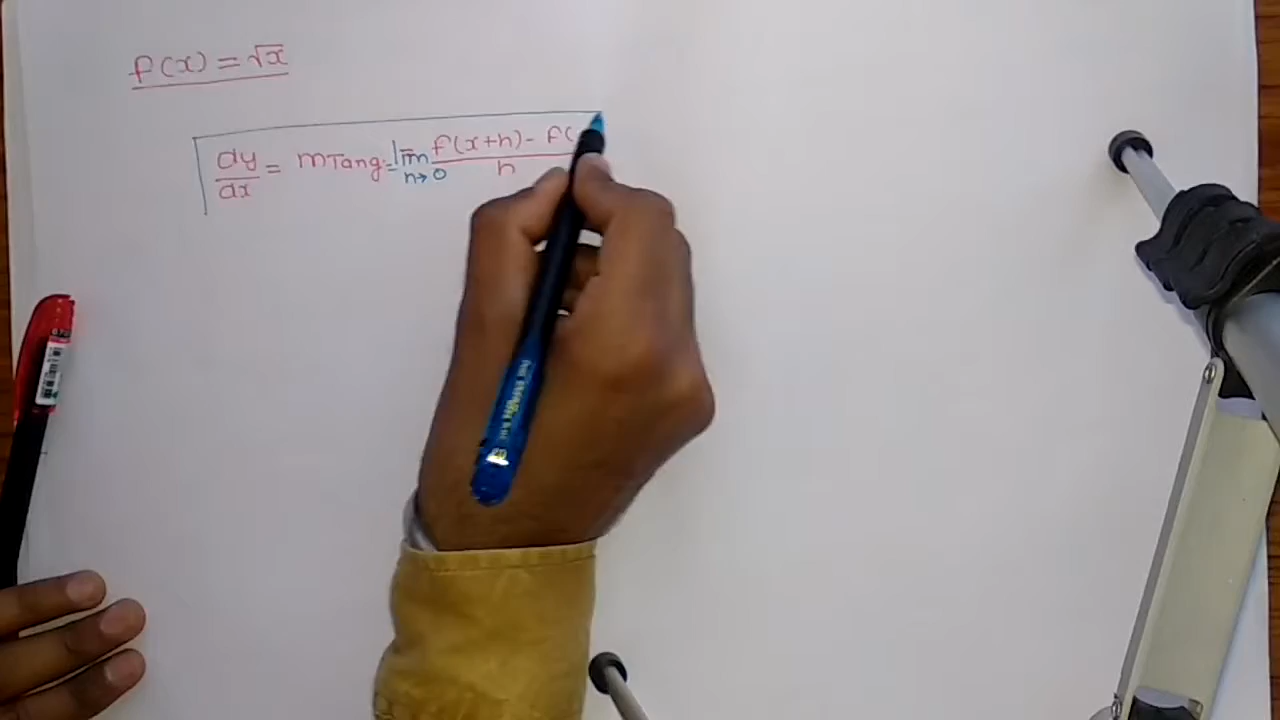 f(x) = √x
dy/dx = mTang. = lim h→0 f(x+h) - f( / h